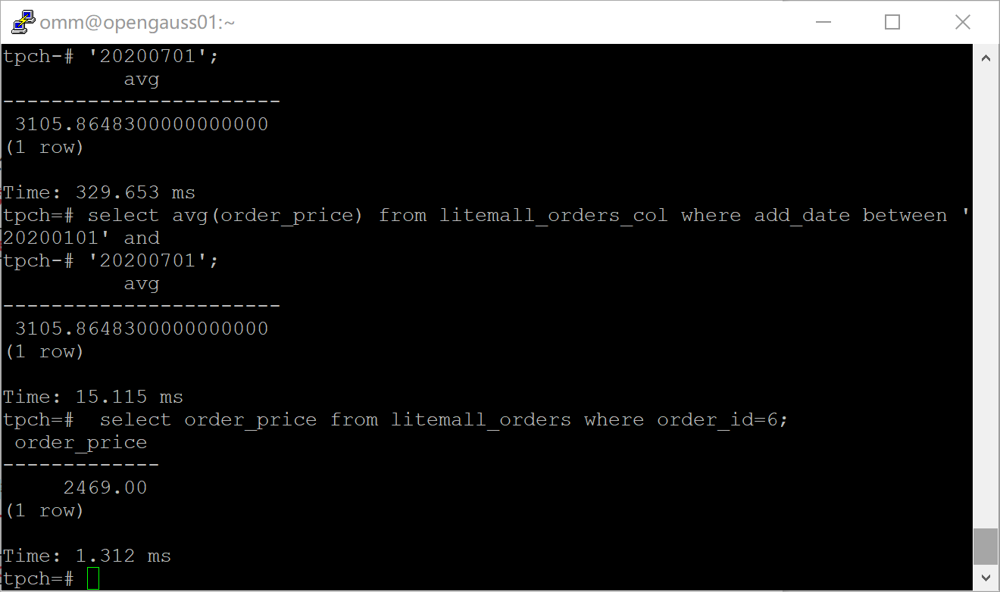 omm@opengauss01:~
tpch-# '20200701';
avg
-----------------------
3105.8648300000000000
(1 row)
Time: 329.653 ms
tpch=# select avg(order_price) from litemall_orders_col where add_date between '
20200101' and
tpch-# '20200701';
avg
-----------------------
3105.8648300000000000
(1 row)
Time: 15.115 ms
tpch=#  select order_price from litemall_orders where order_id=6;
order_price
-------------
2469.00
(1 row)
Time: 1.312 ms
tpch=#